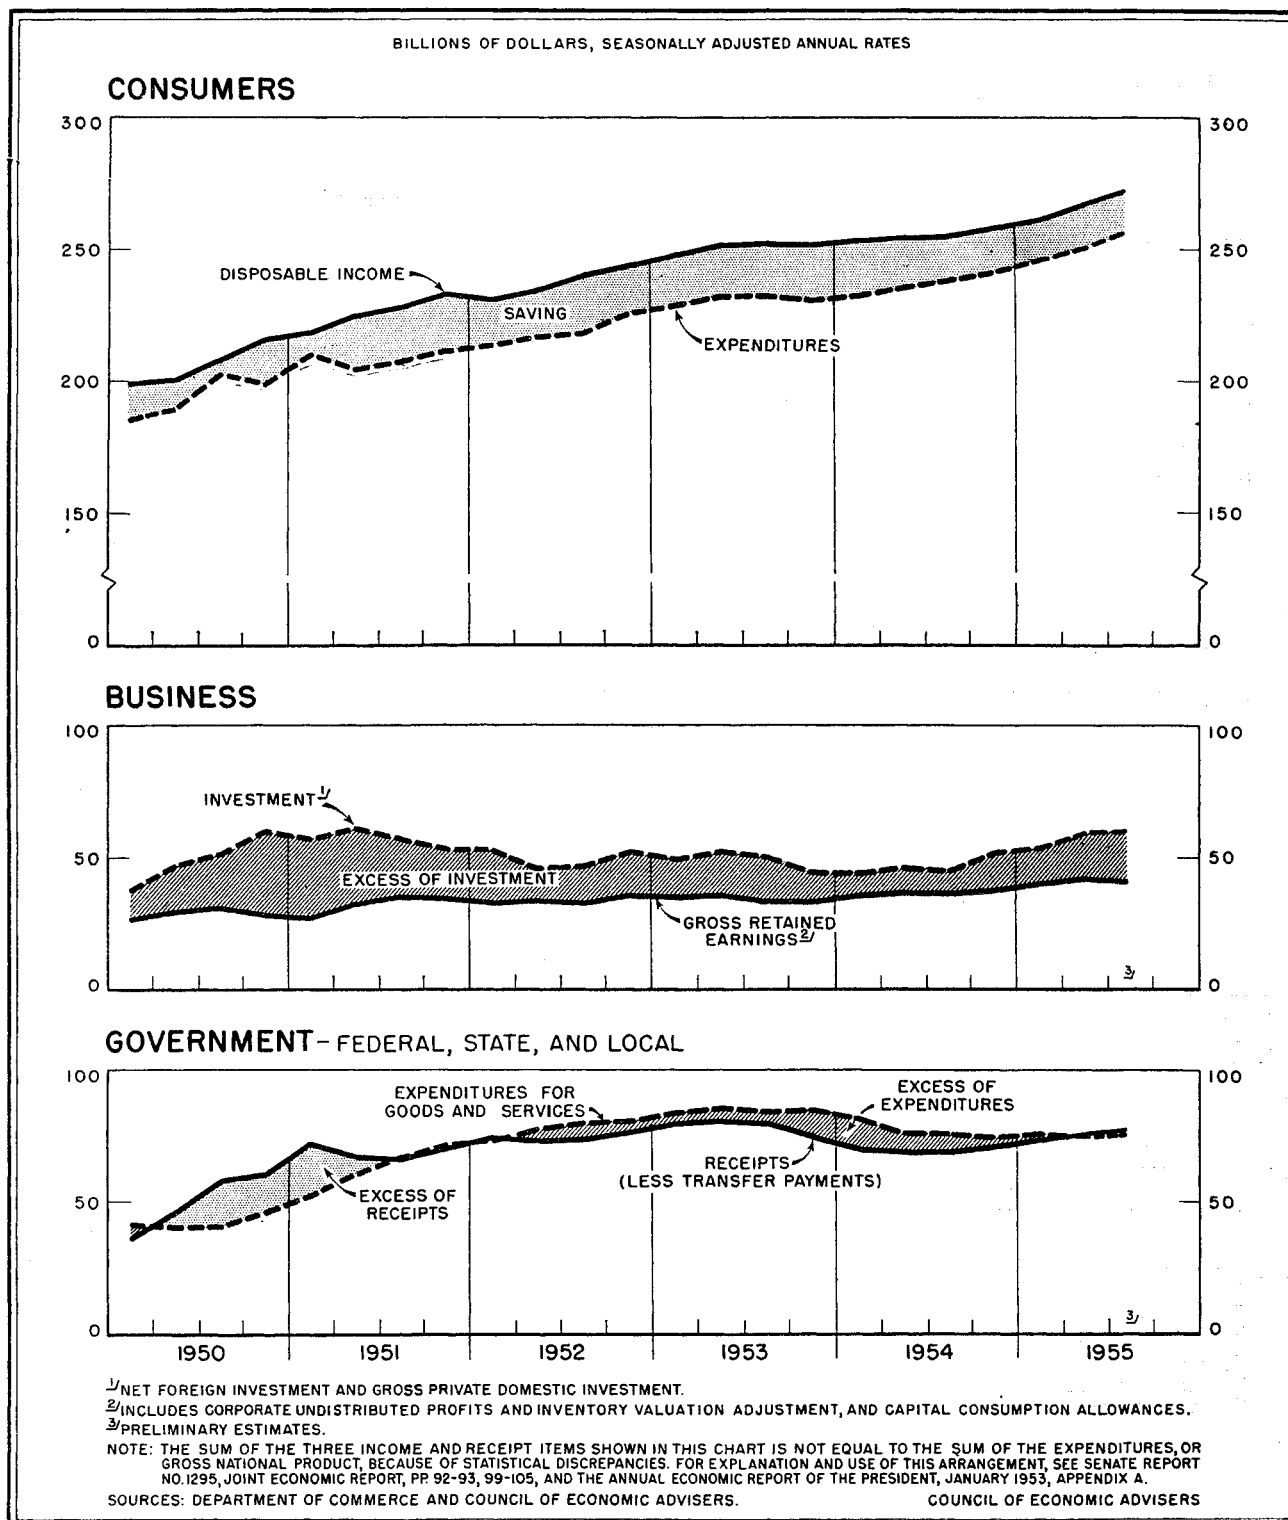 BILLIONS OF DOLLARS, SEASONALLY ADJUSTED ANNUAL RATES
CONSUMERS
300 300
250 250
DISPOSABLE INCOME
SAVING
EXPENDITURES
200 200
150 150
0 0
BUSINESS
100 100
INVESTMENT 1/
50 50
EXCESS OF INVESTMENT
GROSS RETAINED
EARNINGS 2/
3/
0 0
GOVERNMENT - FEDERAL, STATE, AND LOCAL
100 100
EXPENDITURES FOR
GOODS AND SERVICES
EXCESS OF
EXPENDITURES
RECEIPTS
(LESS TRANSFER PAYMENTS)
EXCESS OF
RECEIPTS
50 50
3/
0 0
1950 1951 1952 1953 1954 1955
1/ NET FOREIGN INVESTMENT AND GROSS PRIVATE DOMESTIC INVESTMENT.
2/ INCLUDES CORPORATE UNDISTRIBUTED PROFITS AND INVENTORY VALUATION ADJUSTMENT, AND CAPITAL CONSUMPTION ALLOWANCES.
3/ PRELIMINARY ESTIMATES.
NOTE: THE SUM OF THE THREE INCOME AND RECEIPT ITEMS SHOWN IN THIS CHART IS NOT EQUAL TO THE SUM OF THE EXPENDITURES, OR
GROSS NATIONAL PRODUCT, BECAUSE OF STATISTICAL DISCREPANCIES. FOR EXPLANATION AND USE OF THIS ARRANGEMENT, SEE SENATE REPORT
NO. 1295, JOINT ECONOMIC REPORT, PP. 92-93, 99-105, AND THE ANNUAL ECONOMIC REPORT OF THE PRESIDENT, JANUARY 1953, APPENDIX A.
SOURCES: DEPARTMENT OF COMMERCE AND COUNCIL OF ECONOMIC ADVISERS. COUNCIL OF ECONOMIC ADVISERS